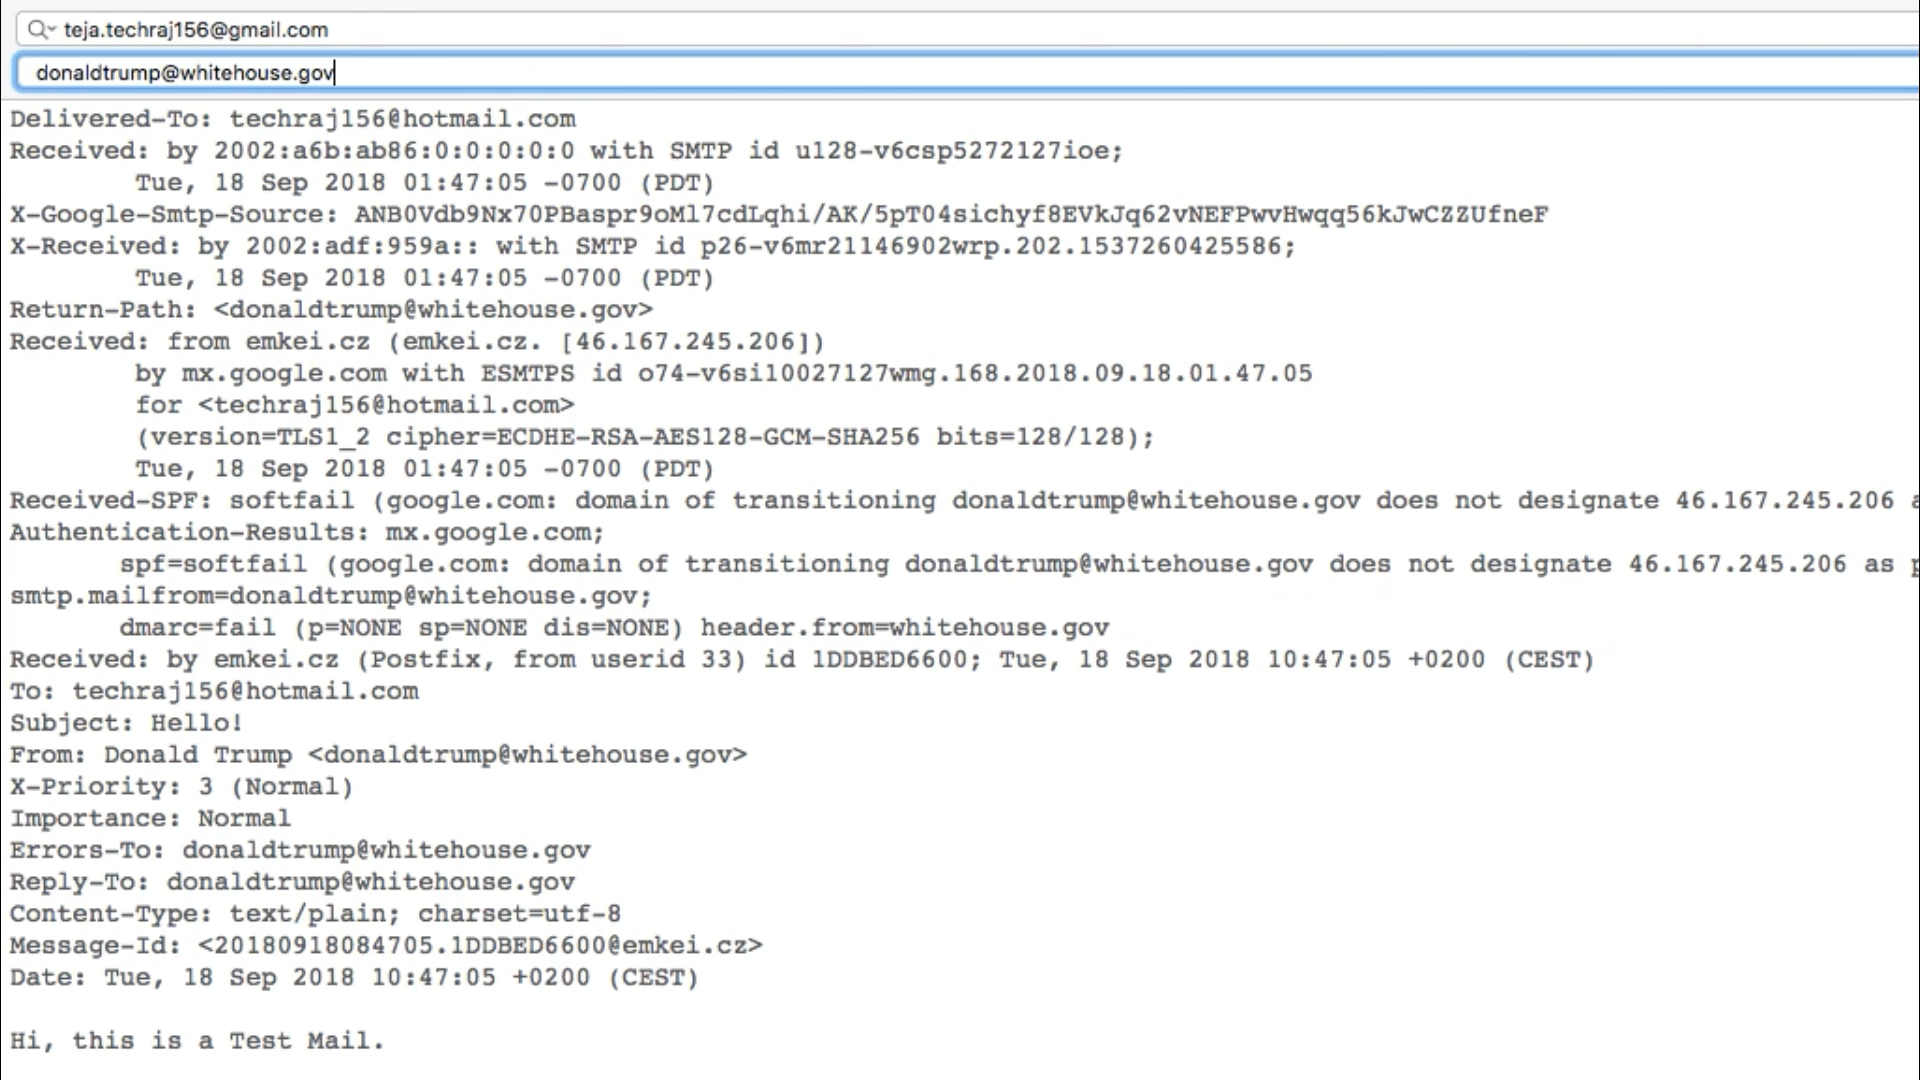 teja.techraj156@gmail.com
donaldtrump@whitehouse.gov
Delivered-To: techraj156@hotmail.com
Received: by 2002:a6b:ab86:0:0:0:0:0 with SMTP id u128-v6csp5272127ioe;
Tue, 18 Sep 2018 01:47:05 -0700 (PDT)
X-Google-Smtp-Source: ANB0Vdb9Nx70PBaspr9oMl7cdLqhi/AK/5pT04sichyf8EVkJq62vNEFPwvHwqq56kJwCZZUfneF
X-Received: by 2002:adf:959a:: with SMTP id p26-v6mr21146902wrp.202.1537260425586;
Tue, 18 Sep 2018 01:47:05 -0700 (PDT)
Return-Path: <donaldtrump@whitehouse.gov>
Received: from emkei.cz (emkei.cz. [46.167.245.206])
by mx.google.com with ESMTPS id o74-v6si10027127wmg.168.2018.09.18.01.47.05
for <techraj156@hotmail.com>
(version=TLS1_2 cipher=ECDHE-RSA-AES128-GCM-SHA256 bits=128/128);
Tue, 18 Sep 2018 01:47:05 -0700 (PDT)
Received-SPF: softfail (google.com: domain of transitioning donaldtrump@whitehouse.gov does not designate 46.167.245.206
Authentication-Results: mx.google.com;
spf=softfail (google.com: domain of transitioning donaldtrump@whitehouse.gov does not designate 46.167.245.206 as
smtp.mailfrom=donaldtrump@whitehouse.gov;
dmarc=fail (p=NONE sp=NONE dis=NONE) header.from=whitehouse.gov
Received: by emkei.cz (Postfix, from userid 33) id 1DDBED6600; Tue, 18 Sep 2018 10:47:05 +0200 (CEST)
To: techraj156@hotmail.com
Subject: Hello!
From: Donald Trump <donaldtrump@whitehouse.gov>
X-Priority: 3 (Normal)
Importance: Normal
Errors-To: donaldtrump@whitehouse.gov
Reply-To: donaldtrump@whitehouse.gov
Content-Type: text/plain; charset=utf-8
Message-Id: <20180918084705.1DDBED6600@emkei.cz>
Date: Tue, 18 Sep 2018 10:47:05 +0200 (CEST)
Hi, this is a Test Mail.